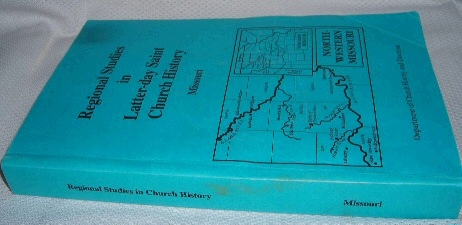 Regional Studies
in
Latter-day Saint
Church History
Missouri
NORTH-
WESTERN
MISSOURI
Department of Church History and Doctrine
Regional Studies in Church History
Missouri